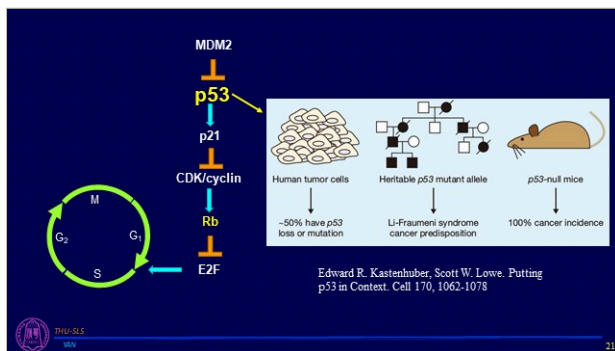 MDM2
p53
p21
CDK/cyclin
Rb
E2F
M
G₂
G₁
S
Human tumor cells
~50% have p53
loss or mutation
Heritable p53 mutant allele
Li-Fraumeni syndrome
cancer predisposition
p53-null mice
100% cancer incidence
Edward R. Kastenhuber, Scott W. Lowe. Putting
p53 in Context. Cell 170, 1062-1078
THU-SLS
YAN
21